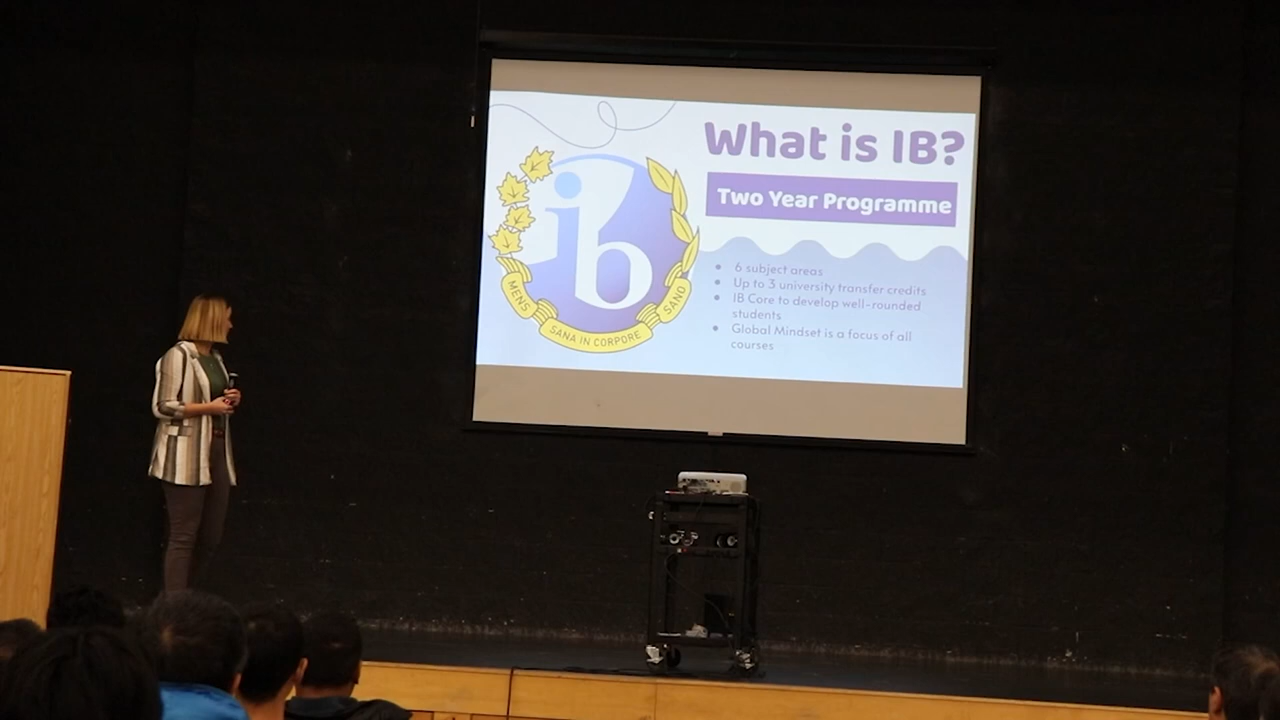 What is IB?
Two Year Programme
ib
MENS
SANA IN CORPORE
SANO
6 subject areas
Up to 3 university transfer credits
IB Core to develop well-rounded
students
Global Mindset is a focus of all
courses